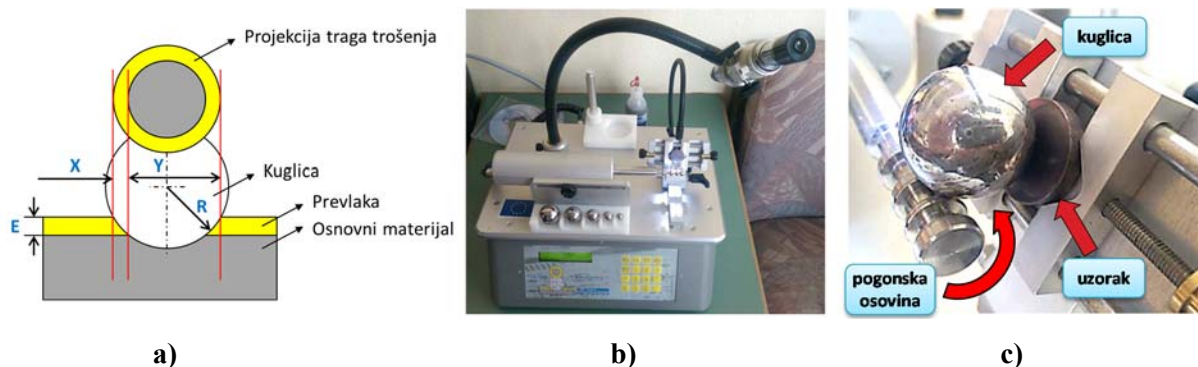 Projekcija traga trošenja
X
Y
Kuglica
R
E
Prevlaka
Osnovni materijal
kuglica
pogonska
osovina
uzorak
a)
b)
c)